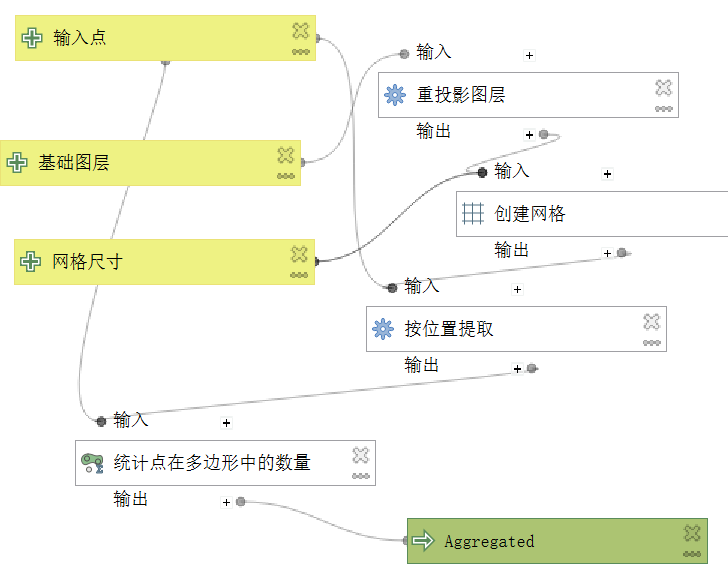 输入点
输入
重投影图层
输出
基础图层
输入
创建网格
输出
网格尺寸
输入
按位置提取
输出
输入
统计点在多边形中的数量
输出
Aggregated